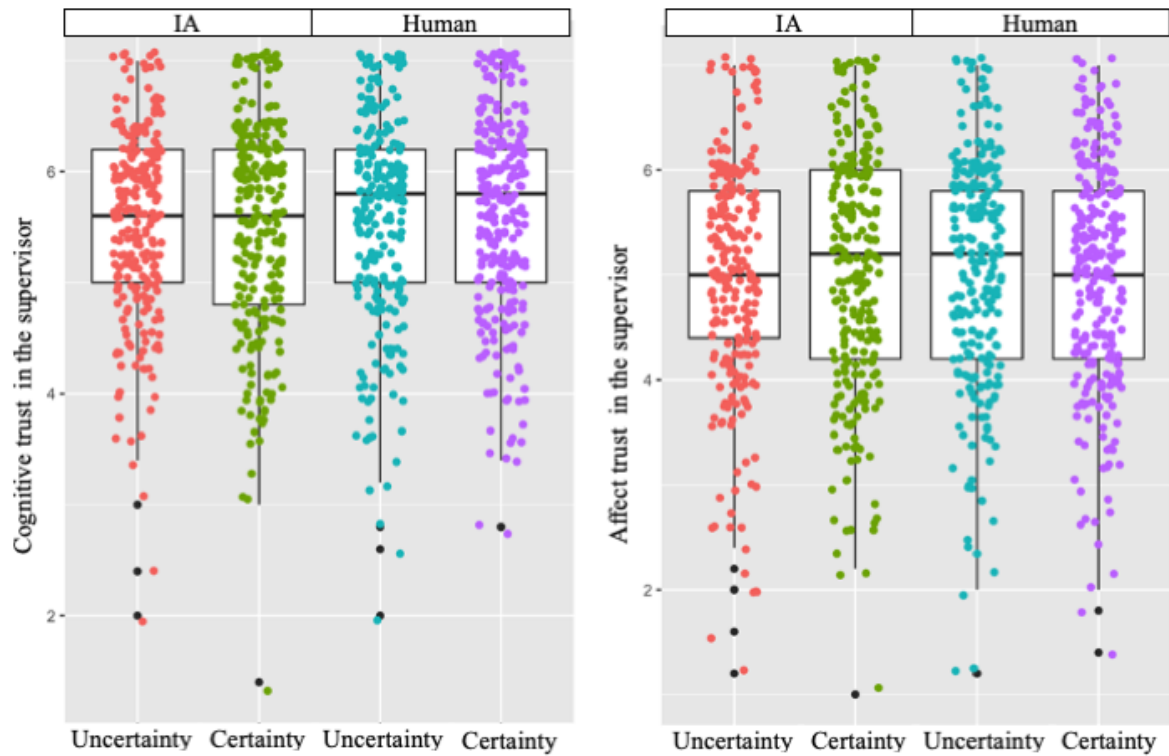 IA Human
Cognitive trust in the supervisor
6
4
2
Uncertainty Certainty Uncertainty Certainty
IA Human
Affect trust in the supervisor
6
4
2
Uncertainty Certainty Uncertainty Certainty